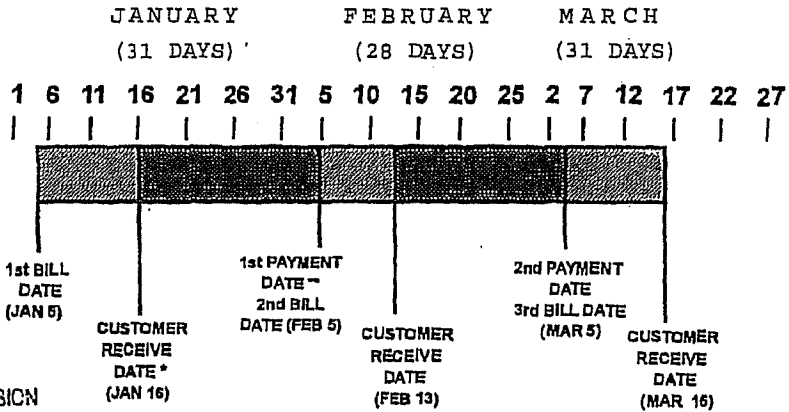 JANUARY FEBRUARY MARCH
(31 DAYS) (28 DAYS) (31 DAYS)
1 6 11 16 21 26 31 5 10 15 20 25 2 7 12 17 22 27
1st BILL
DATE
(JAN 5)
CUSTOMER
RECEIVE
DATE *
(JAN 16)
1st PAYMENT
DATE **
2nd BILL
DATE (FEB 5)
CUSTOMER
RECEIVE
DATE
(FEB 13)
2nd PAYMENT
DATE
3rd BILL DATE
(MAR 5)
CUSTOMER
RECEIVE
DATE
(MAR 16)